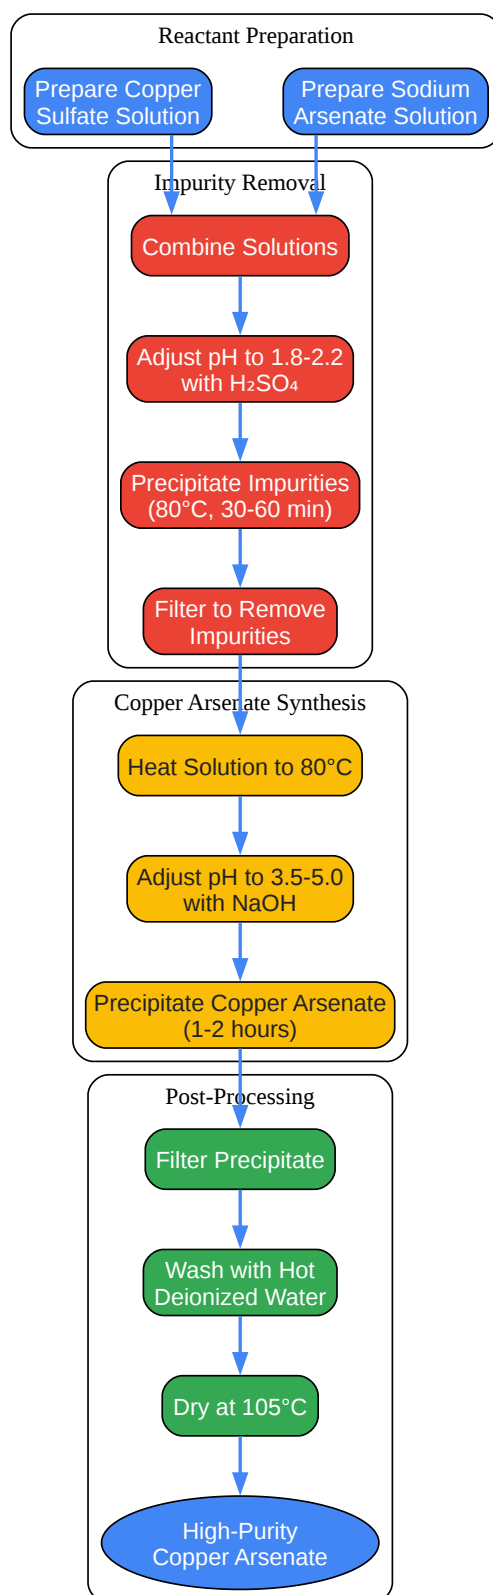 Reactant Preparation
Prepare Copper
Sulfate Solution
Prepare Sodium
Arsenate Solution
Impurity Removal
Combine Solutions
Adjust pH to 1.8-2.2
with H₂SO₄
Precipitate Impurities
(80°C, 30-60 min)
Filter to Remove
Impurities
Copper Arsenate Synthesis
Heat Solution to 80°C
Adjust pH to 3.5-5.0
with NaOH
Precipitate Copper Arsenate
(1-2 hours)
Post-Processing
Filter Precipitate
Wash with Hot
Deionized Water
Dry at 105°C
High-Purity
Copper Arsenate